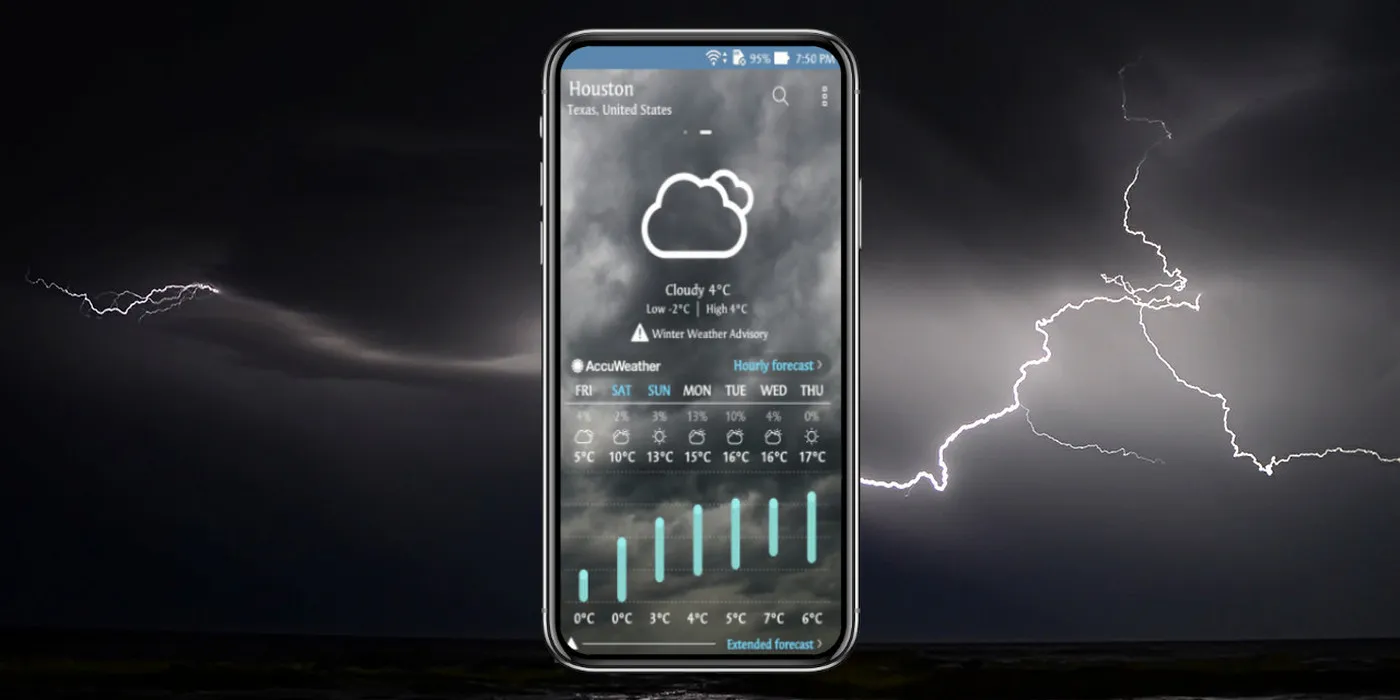 95% 7:50 PM
Houston
Texas, United States
Cloudy 4°C
Low -2°C | High 4°C
Winter Weather Advisory
AccuWeather Hourly forecast >
FRI SAT SUN MON TUE WED THU
4% 2% 3% 13% 10% 4% 0%
5°C 10°C 13°C 15°C 16°C 16°C 17°C
0°C 0°C 3°C 4°C 5°C 7°C 6°C
Extended forecast >